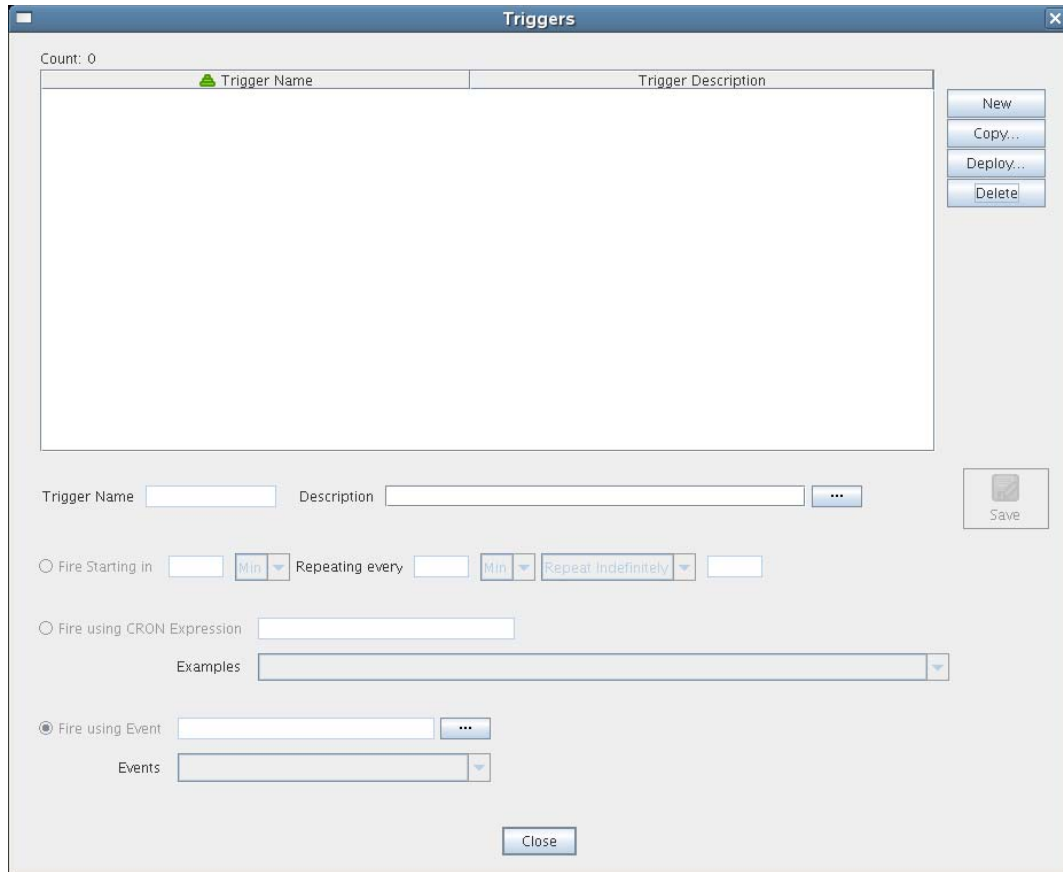 Triggers
Count: 0
Trigger Name Trigger Description
New
Copy...
Deploy...
Delete
Trigger Name Description ...
Save
Fire Starting in Min Repeating every Min Repeat Indefinitely
Fire using CRON Expression
Examples
Fire using Event ...
Events
Close